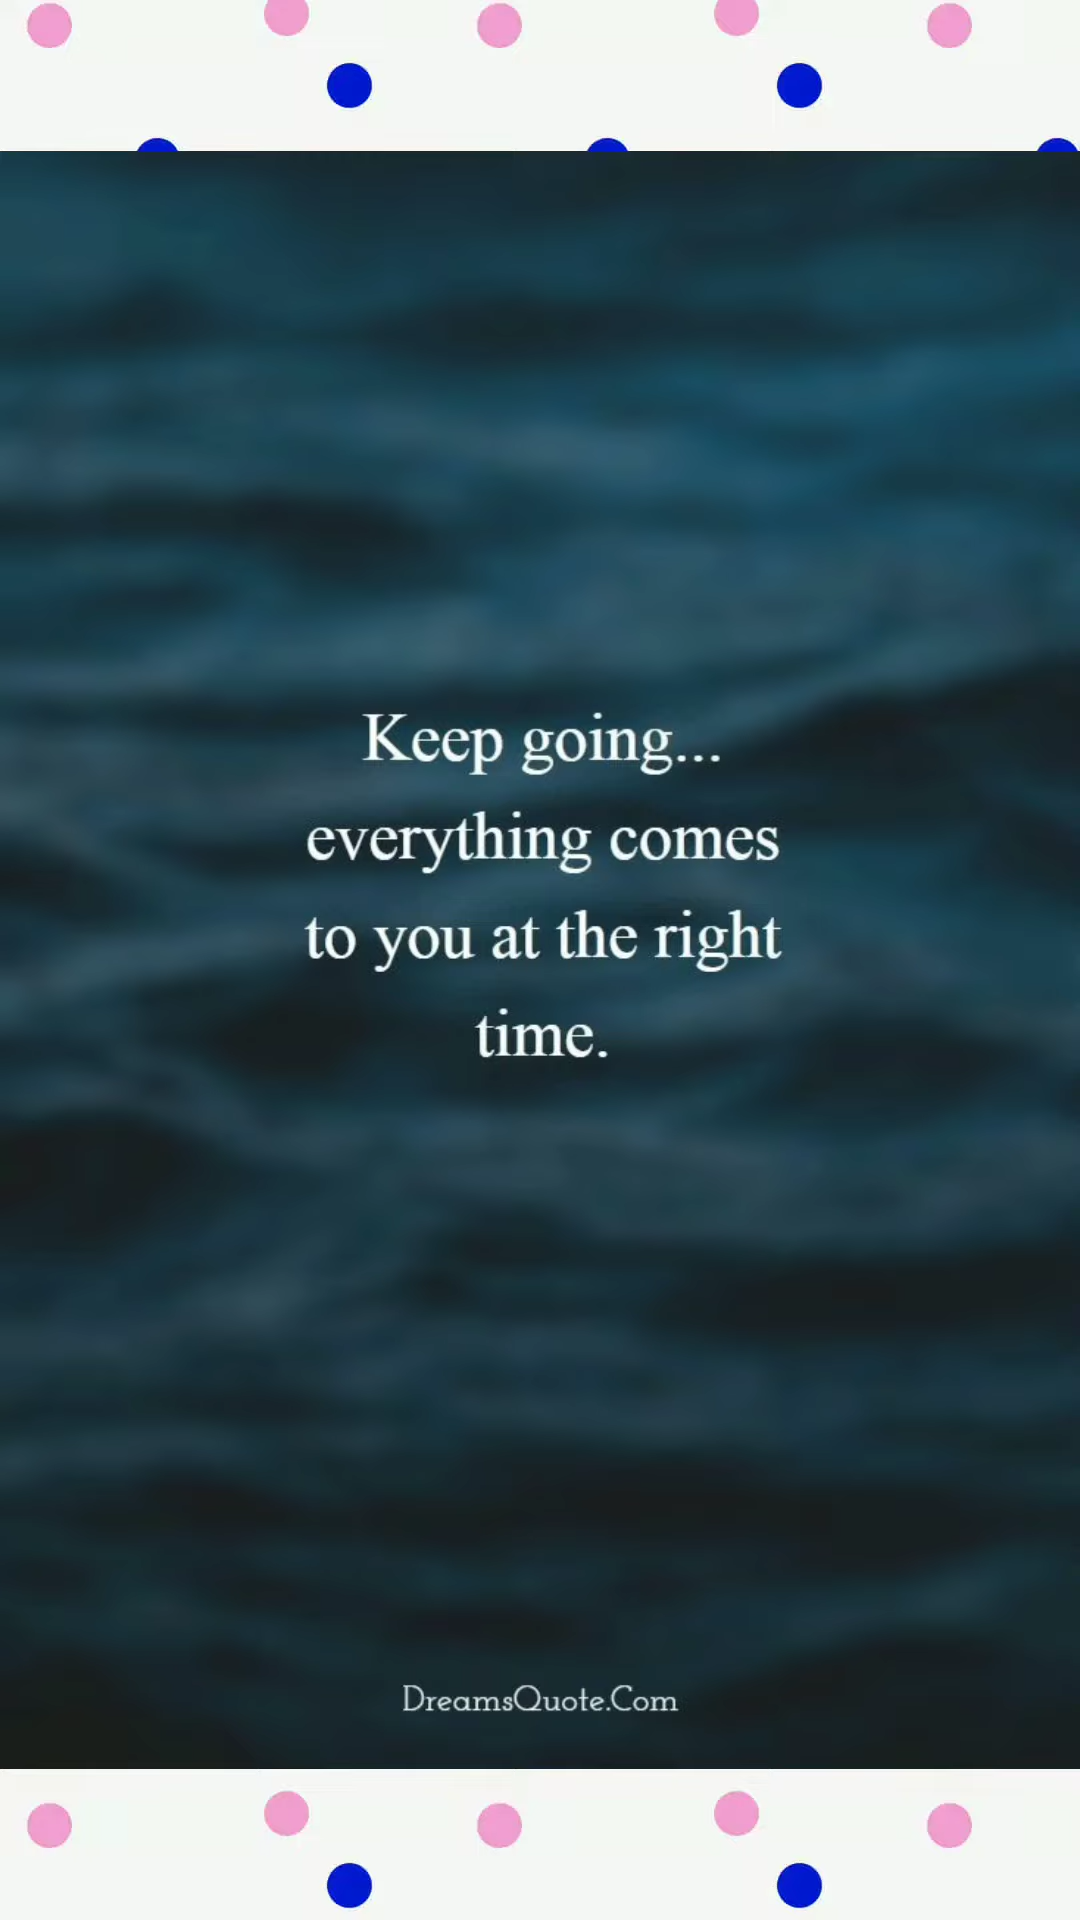 Keep going...
everything comes
to you at the right
time.
DreamsQuote.Com